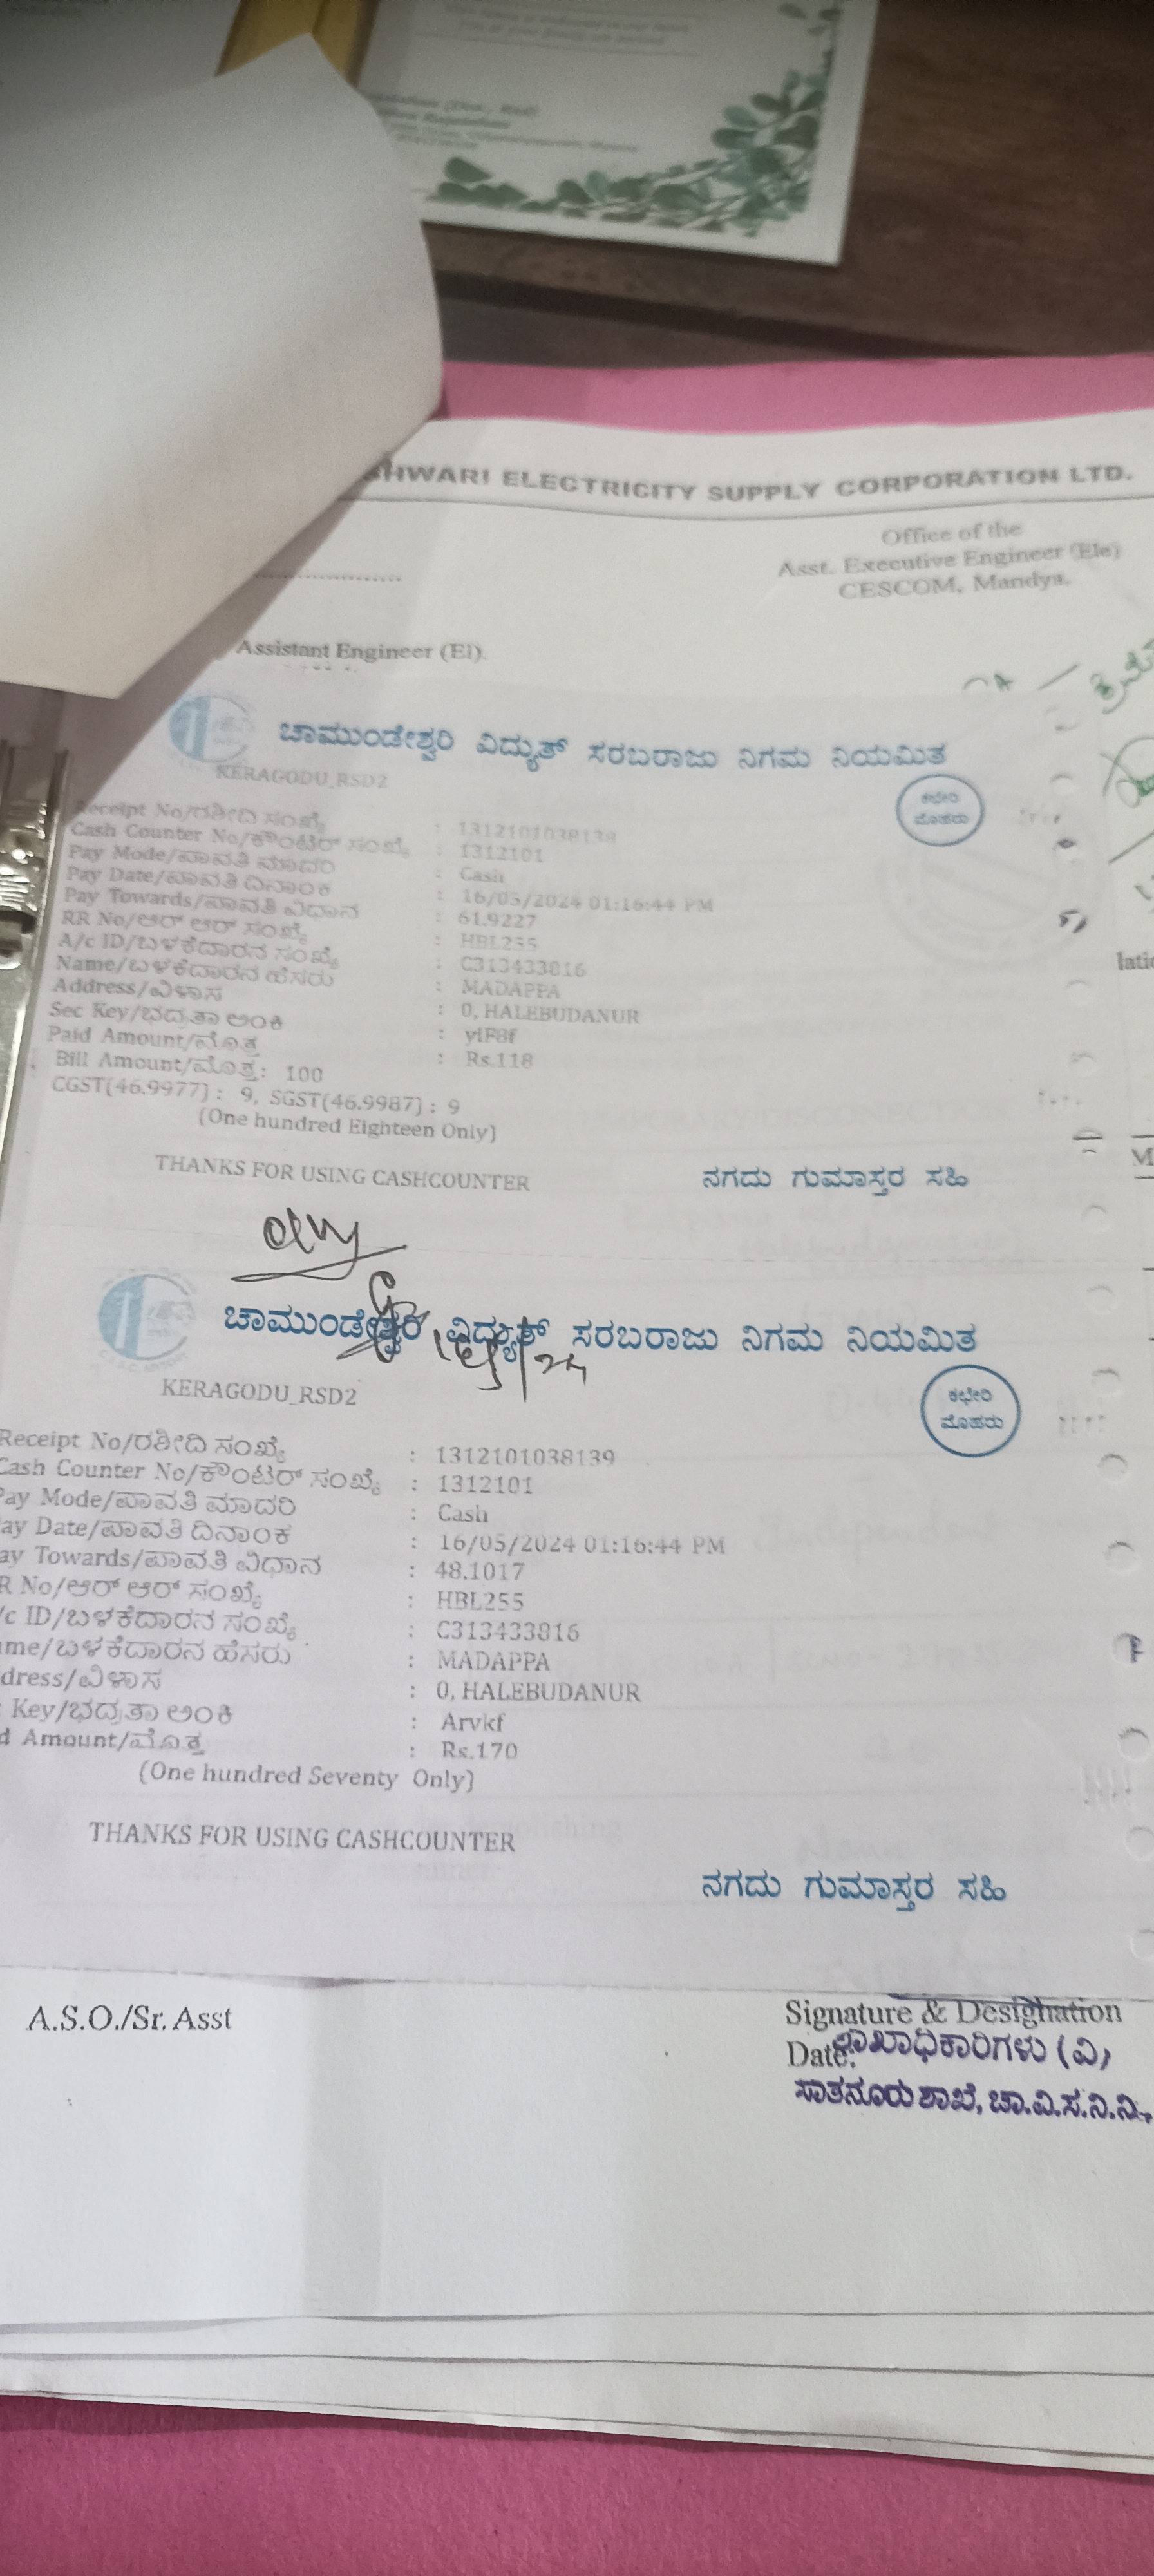 SHWARI ELECTRICITY SUPPLY CORPORATION LTD.
Office of the
Asst. Executive Engineer (Ele)
CESCOM, Mandya.
Assistant Engineer (El).
ಚಾಮುಂಡೇಶ್ವರಿ ವಿದ್ಯುತ್ ಸರಬರಾಜು ನಿಗಮ ನಿಯಮಿತ
KERAGODU_RSD2
ಕಛೇರಿ
ಮೊಹರು
Receipt No/ರಶೀದಿ ಸಂಖ್ಯೆ : 1312101038138
Cash Counter No/ಕೌಂಟರ್ ಸಂಖ್ಯೆ : 1312101
Pay Mode/ಪಾವತಿ ಮಾದರಿ : Cash
Pay Date/ಪಾವತಿ ದಿನಾಂಕ : 16/05/2024 01:16:44 PM
Pay Towards/ಪಾವತಿ ವಿಧಾನ : 61.9227
RR No/ಆರ್ ಆರ್ ಸಂಖ್ಯೆ : HBL255
A/c ID/ಬಳಕೆದಾರನ ಸಂಖ್ಯೆ : C313433816
Name/ಬಳಕೆದಾರನ ಹೆಸರು : MADAPPA
Address/ವಿಳಾಸ : 0, HALEBUDANUR
Sec Key/ಭದ್ರತಾ ಅಂಕಿ :
Paid Amount/ಮೊತ್ತ : Rs.118
Bill Amount/ಮೊತ್ತ: 100
CGST(46.9977) : 9, SGST(46.9987) : 9
(One hundred Eighteen Only)
THANKS FOR USING CASHCOUNTER
ನಗದು ಗುಮಾಸ್ತರ ಸಹಿ
ಚಾಮುಂಡೇಶ್ವರಿ ವಿದ್ಯುತ್ ಸರಬರಾಜು ನಿಗಮ ನಿಯಮಿತ
KERAGODU_RSD2
ಕಛೇರಿ
ಮೊಹರು
Receipt No/ರಶೀದಿ ಸಂಖ್ಯೆ : 1312101038139
Cash Counter No/ಕೌಂಟರ್ ಸಂಖ್ಯೆ : 1312101
Pay Mode/ಪಾವತಿ ಮಾದರಿ : Cash
ay Date/ಪಾವತಿ ದಿನಾಂಕ : 16/05/2024 01:16:44 PM
ay Towards/ಪಾವತಿ ವಿಧಾನ : 48.1017
R No/ಆರ್ ಆರ್ ಸಂಖ್ಯೆ : HBL255
/c ID/ಬಳಕೆದಾರನ ಸಂಖ್ಯೆ : C313433816
ame/ಬಳಕೆದಾರನ ಹೆಸರು : MADAPPA
dress/ವಿಳಾಸ : 0, HALEBUDANUR
Key/ಭದ್ರತಾ ಅಂಕಿ : Arvkf
d Amount/ಮೊತ್ತ : Rs.170
(One hundred Seventy Only)
THANKS FOR USING CASHCOUNTER
ನಗದು ಗುಮಾಸ್ತರ ಸಹಿ
A.S.O./Sr. Asst
Signature & Designation
Date: ಶಾಖಾಧಿಕಾರಿಗಳು (ವಿ)
ಸಾತನೂರು ಶಾಖೆ, ಚಾ.ವಿ.ಸ.ನಿ.ನಿ.,